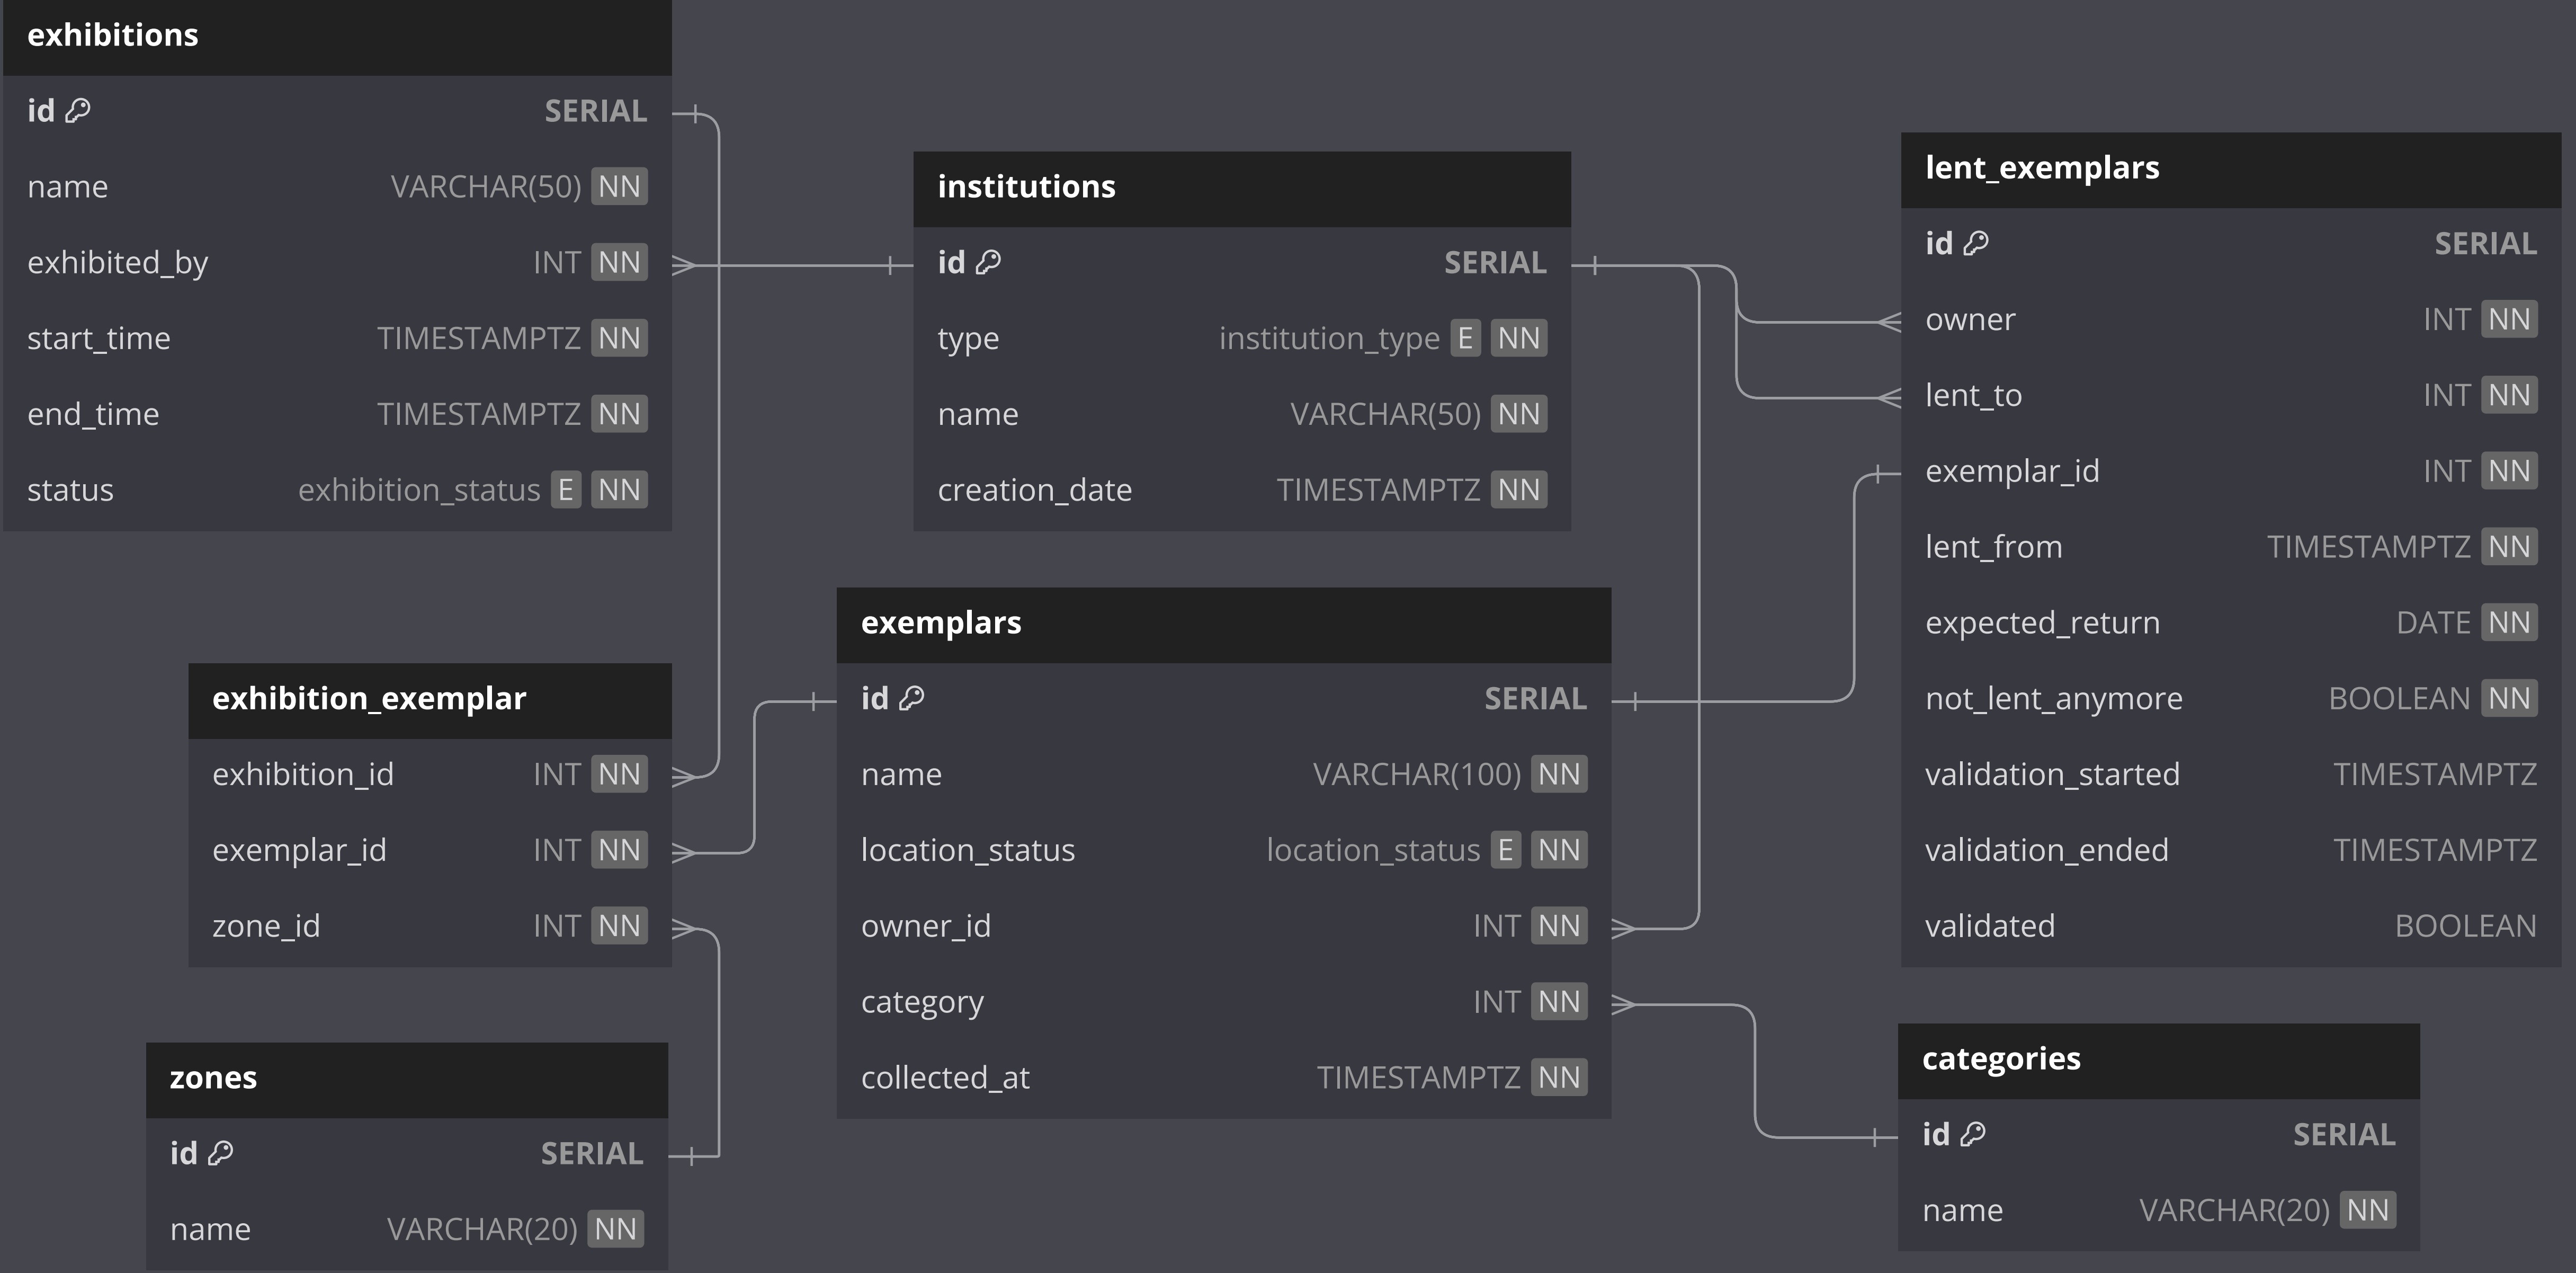 exhibitions
id SERIAL
name VARCHAR(50) NN
exhibited_by INT NN
start_time TIMESTAMPTZ NN
end_time TIMESTAMPTZ NN
status exhibition_status E NN
institutions
id SERIAL
type institution_type E NN
name VARCHAR(50) NN
creation_date TIMESTAMPTZ NN
lent_exemplars
id SERIAL
owner INT NN
lent_to INT NN
exemplar_id INT NN
lent_from TIMESTAMPTZ NN
expected_return DATE NN
not_lent_anymore BOOLEAN NN
validation_started TIMESTAMPTZ
validation_ended TIMESTAMPTZ
validated BOOLEAN
exhibition_exemplar
exhibition_id INT NN
exemplar_id INT NN
zone_id INT NN
exemplars
id SERIAL
name VARCHAR(100) NN
location_status location_status E NN
owner_id INT NN
category INT NN
collected_at TIMESTAMPTZ NN
zones
id SERIAL
name VARCHAR(20) NN
categories
id SERIAL
name VARCHAR(20) NN